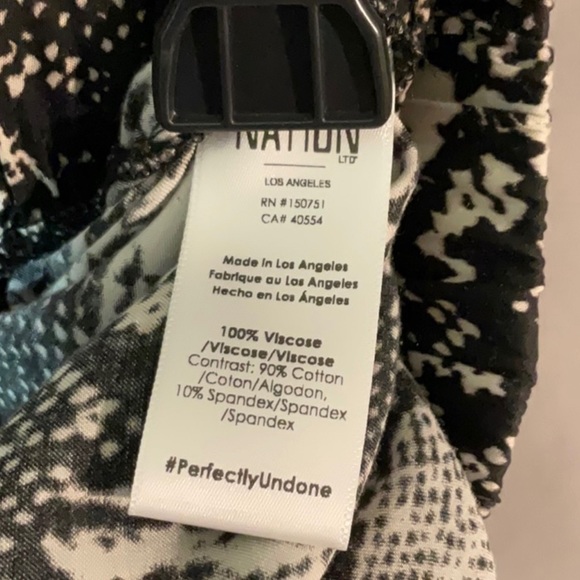 NATION
LTD
LOS ANGELES
RN #150751
CA# 40554
Made in Los Angeles
Fabrique au Los Angeles
Hecho en Los Ángeles
100% Viscose
/Viscose/Viscose
Contrast: 90% Cotton
/Coton/Algodon,
10% Spandex/Spandex
/Spandex
#PerfectlyUndone